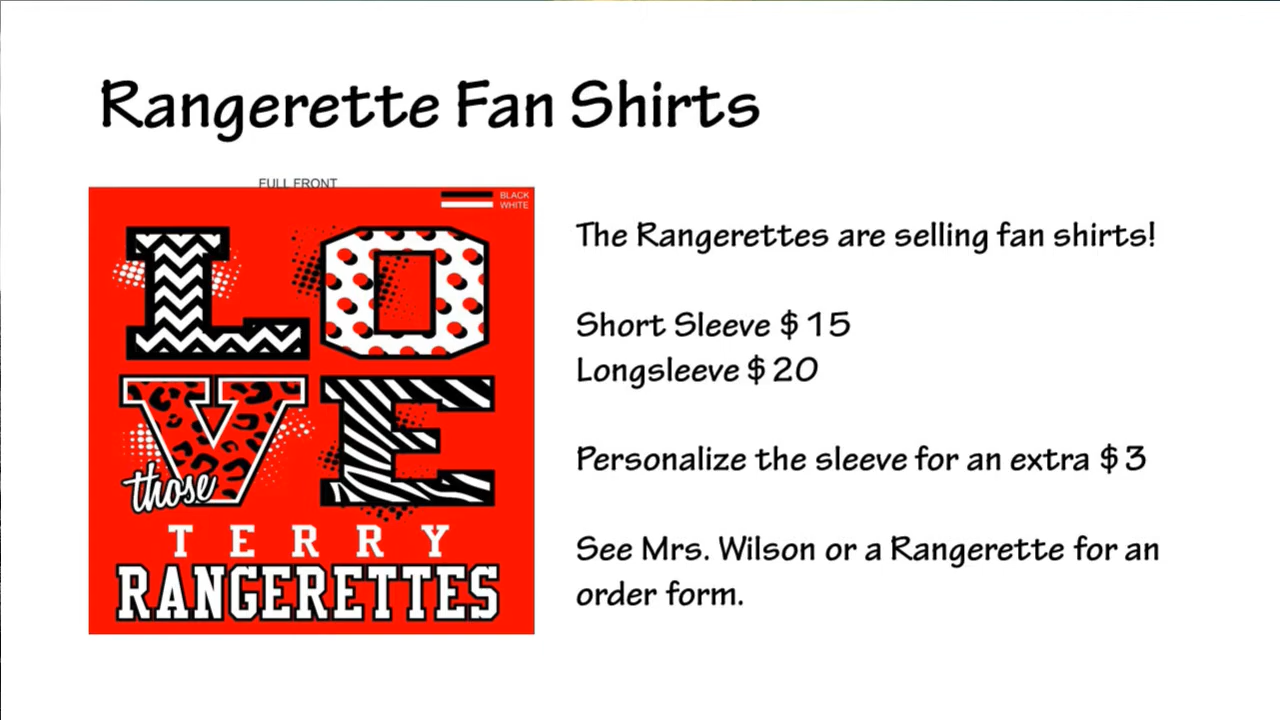 Rangerette Fan Shirts
FULL FRONT
BLACK
WHITE
LOVE
those
TERRY
RANGERETTES
The Rangerettes are selling fan shirts!
Short Sleeve $15
Longsleeve $20
Personalize the sleeve for an extra $3
See Mrs. Wilson or a Rangerette for an
order form.